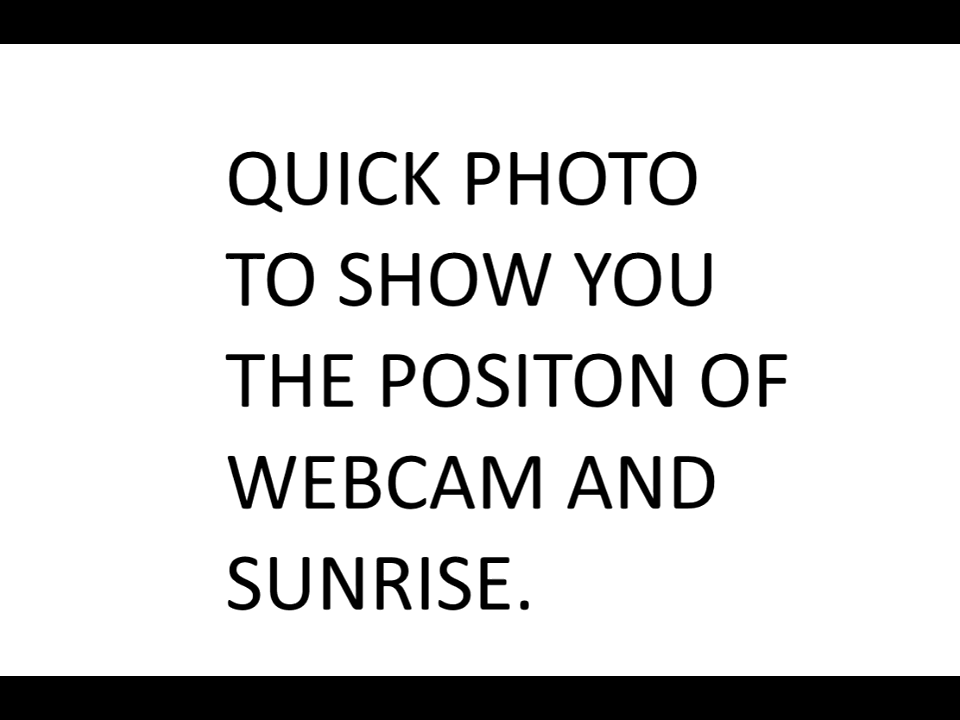 QUICK PHOTO
TO SHOW YOU
THE POSITON OF
WEBCAM AND
SUNRISE.